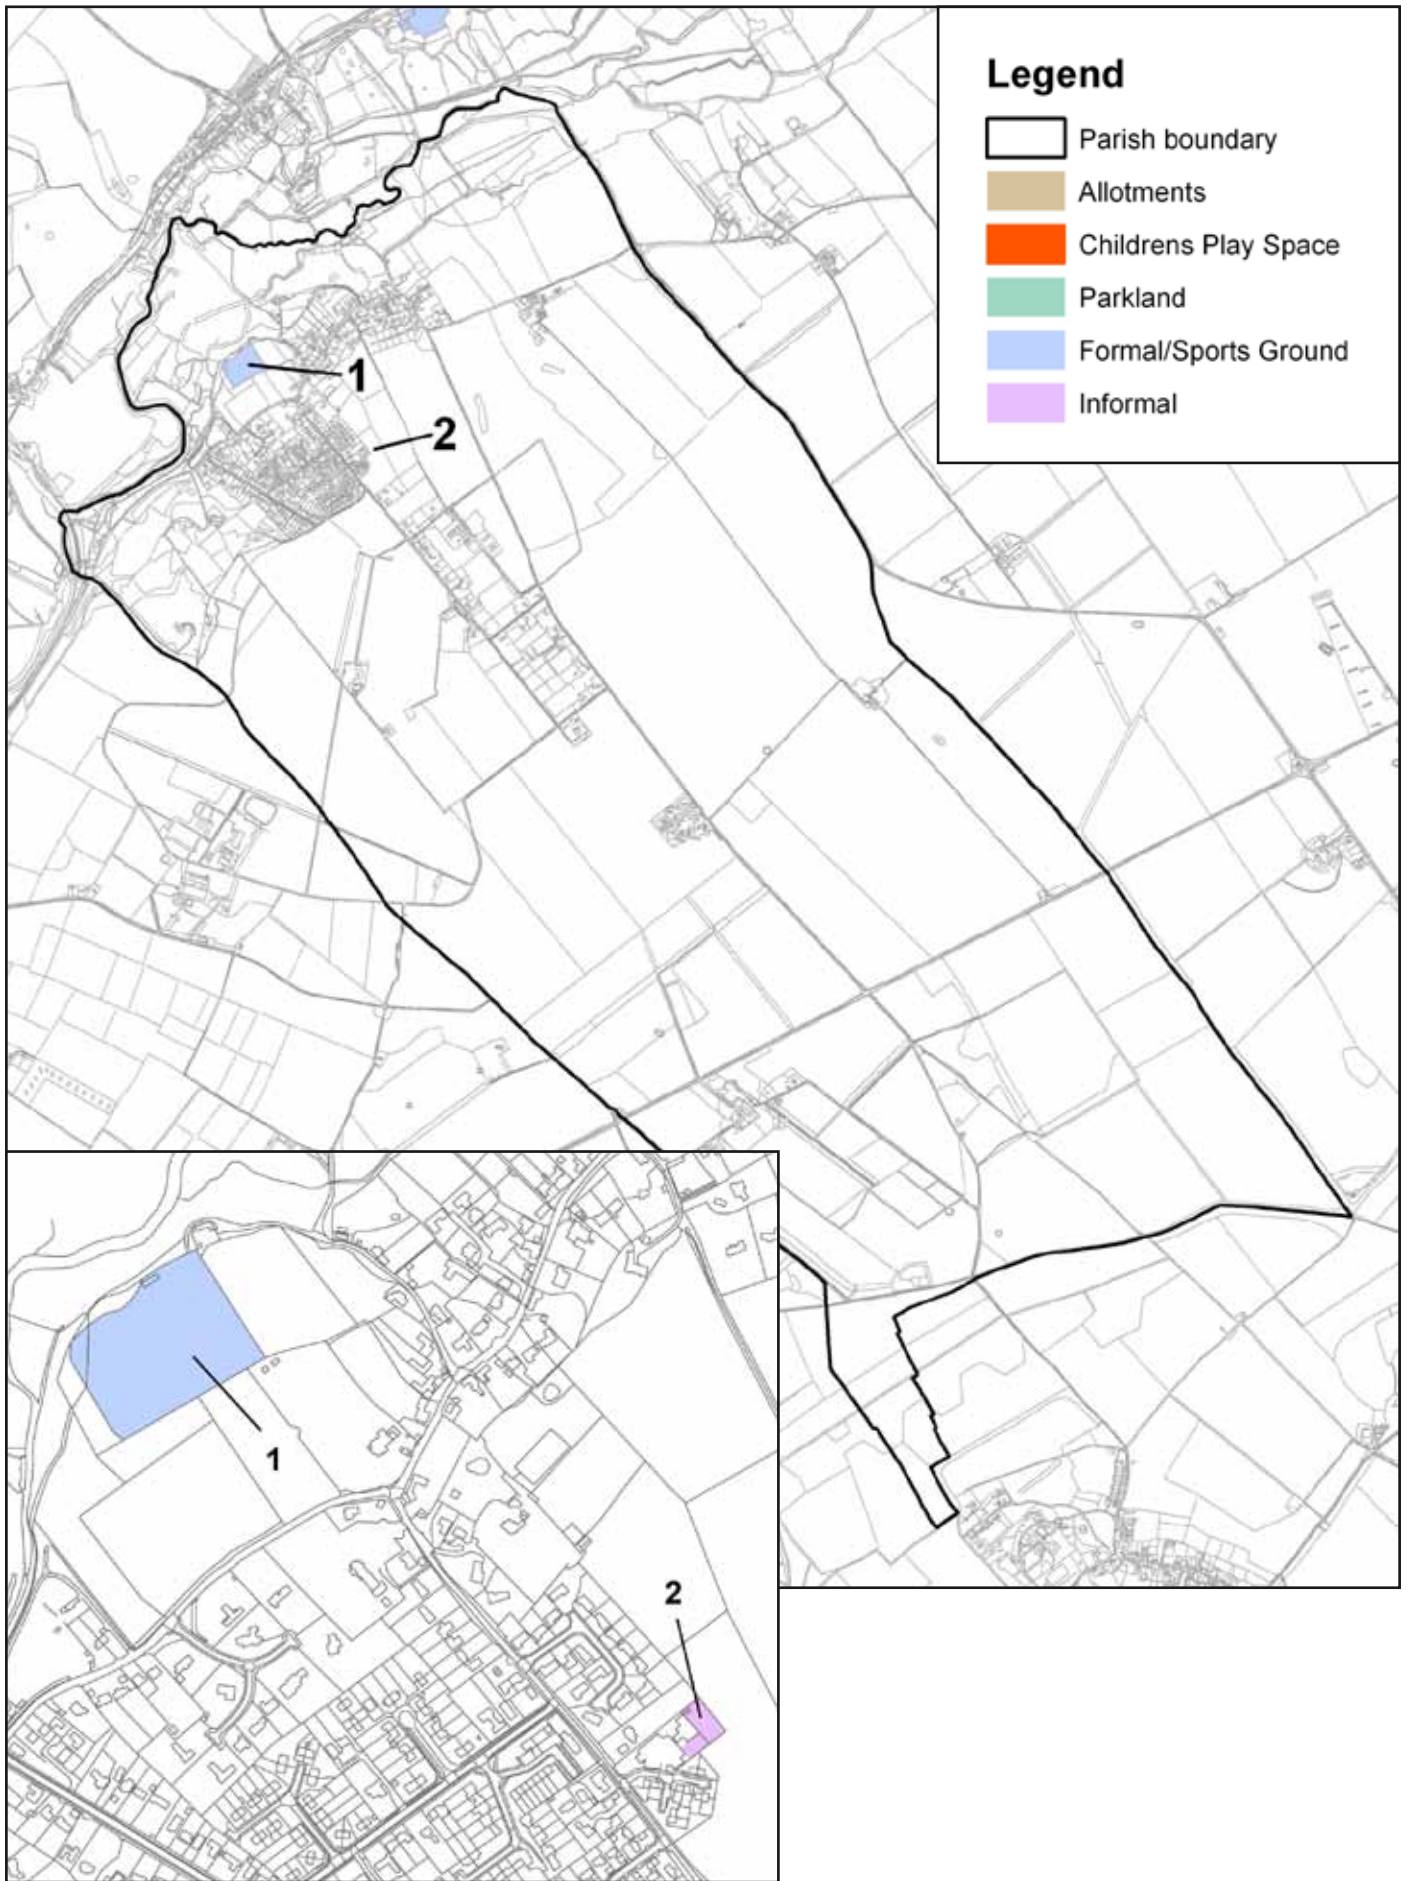 Legend
Parish boundary
Allotments
Childrens Play Space
Parkland
Formal/Sports Ground
Informal
1
2
1
2